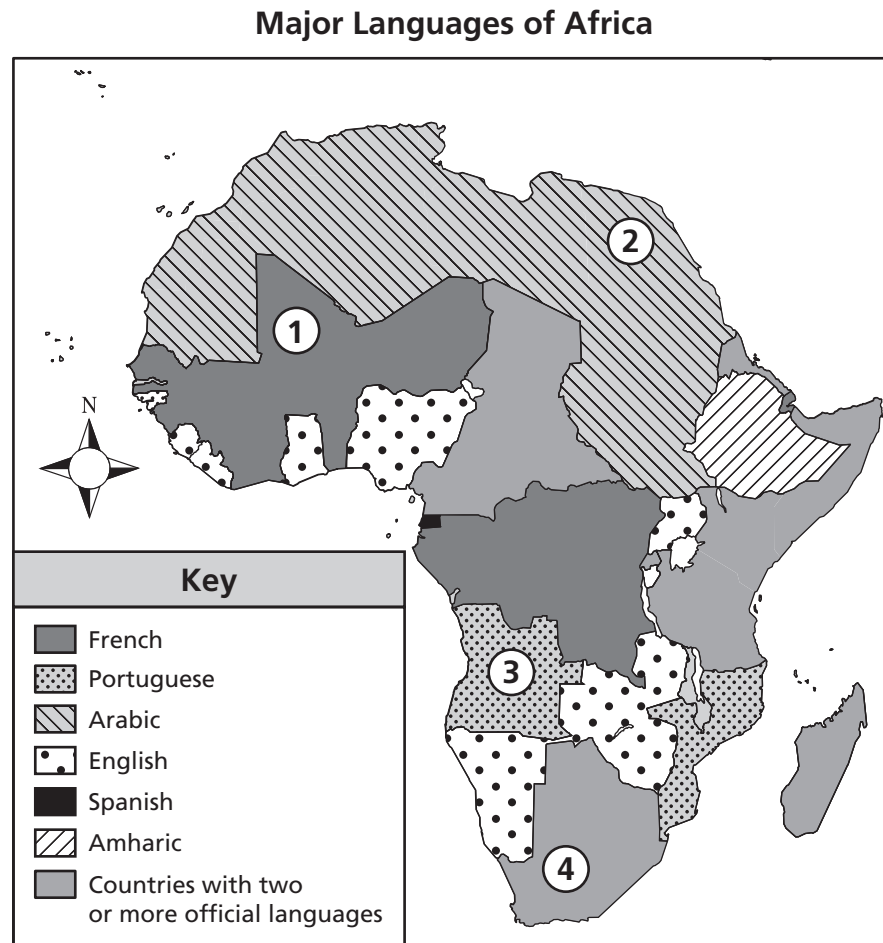 Major Languages of Africa
1
2
3
4
N
Key
French
Portuguese
Arabic
English
Spanish
Amharic
Countries with two
or more official languages